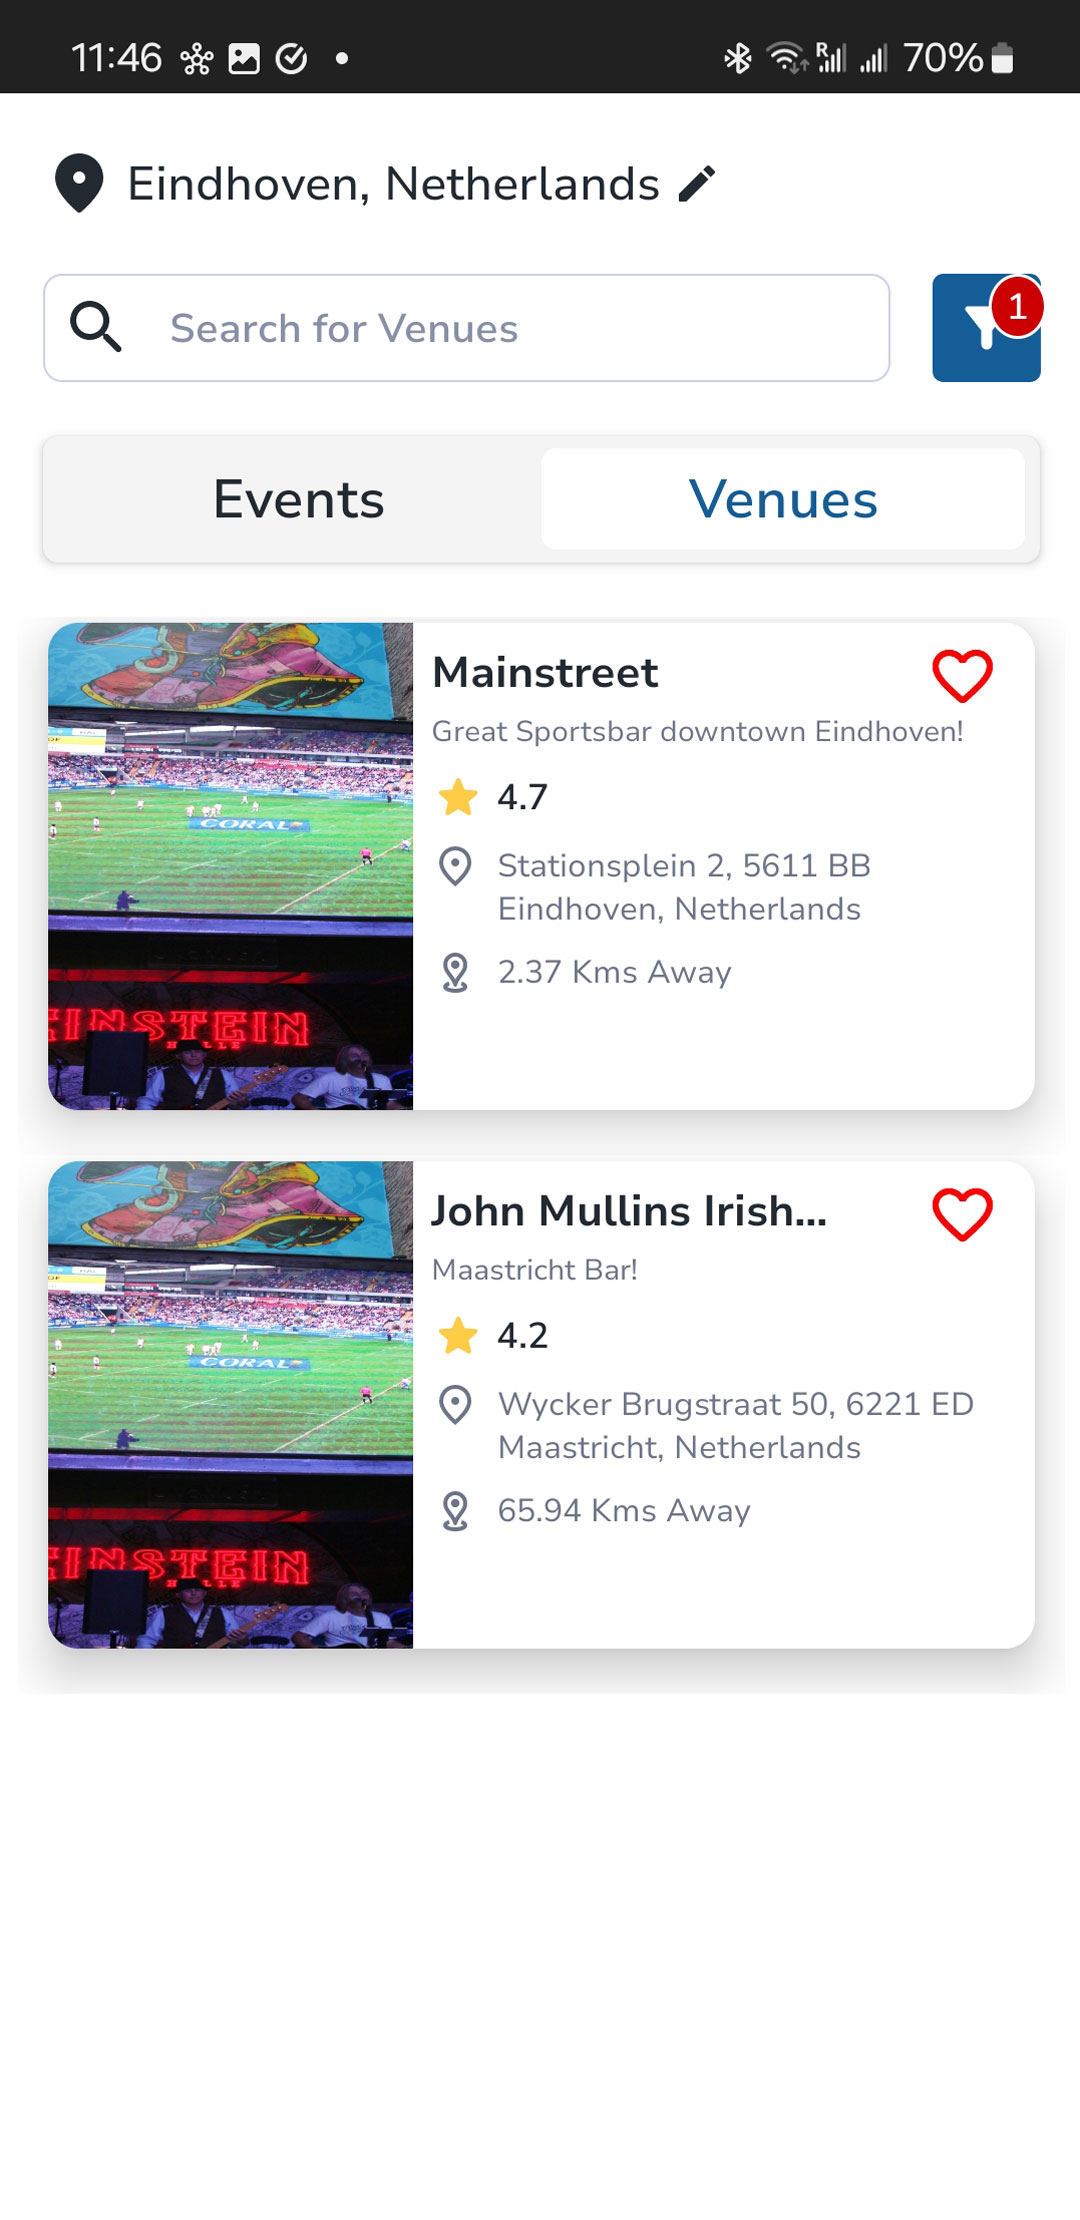 11:46
R
70%
Eindhoven, Netherlands
Search for Venues
1
Events
Venues
Mainstreet
Great Sportsbar downtown Eindhoven!
4.7
Stationsplein 2, 5611 BB
Eindhoven, Netherlands
2.37 Kms Away
CORAL
EINSTEIN
John Mullins Irish...
Maastricht Bar!
4.2
Wycker Brugstraat 50, 6221 ED
Maastricht, Netherlands
65.94 Kms Away
CORAL
EINSTEIN